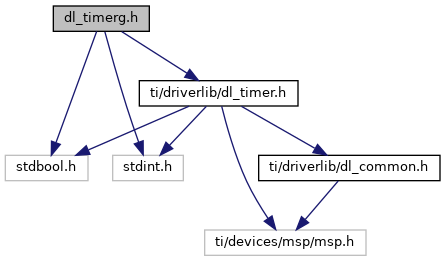 dl_timerg.h
ti/driverlib/dl_timer.h
stdbool.h
stdint.h
ti/driverlib/dl_common.h
ti/devices/msp/msp.h